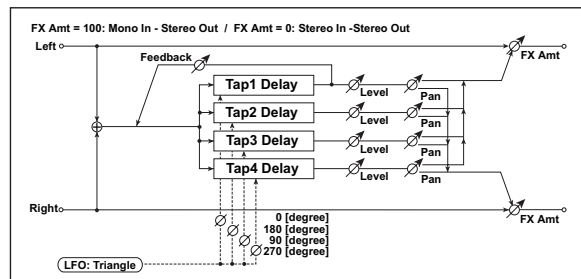 FX Amt = 100: Mono In - Stereo Out / FX Amt = 0: Stereo In -Stereo Out
Left
FX Amt
Feedback
Tap1 Delay
Level
Pan
Tap2 Delay
Level
Pan
Tap3 Delay
Level
Pan
Tap4 Delay
Level
Pan
Right
FX Amt
0 [degree]
180 [degree]
90 [degree]
270 [degree]
LFO: Triangle